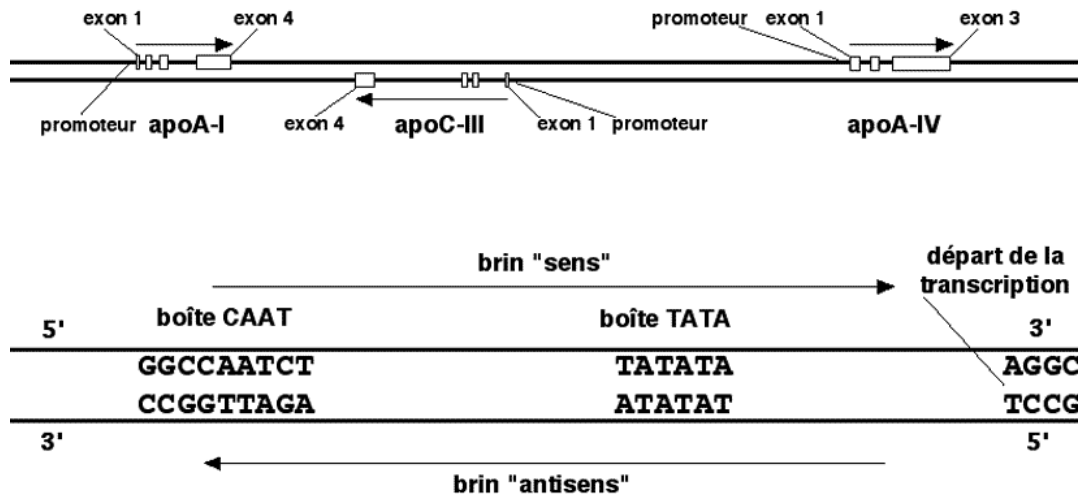 exon 1 exon 4 promoteur exon 1 exon 3
promoteur apoA-I exon 4 apoC-III exon 1 promoteur apoA-IV
brin "sens"
départ de la
transcription
5' boîte CAAT boîte TATA 3'
GGCCAATCT TATATA AGGC
CCGGTTAGA ATATAT TCCG
3' 5'
brin "antisens"